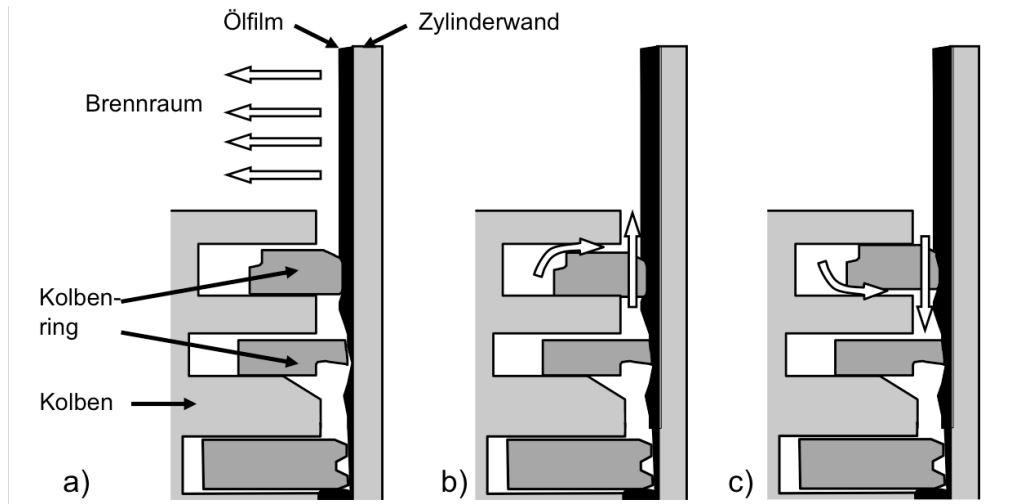 Ölfilm
Zylinderwand
Brennraum
Kolben-
ring
Kolben
a)
b)
c)